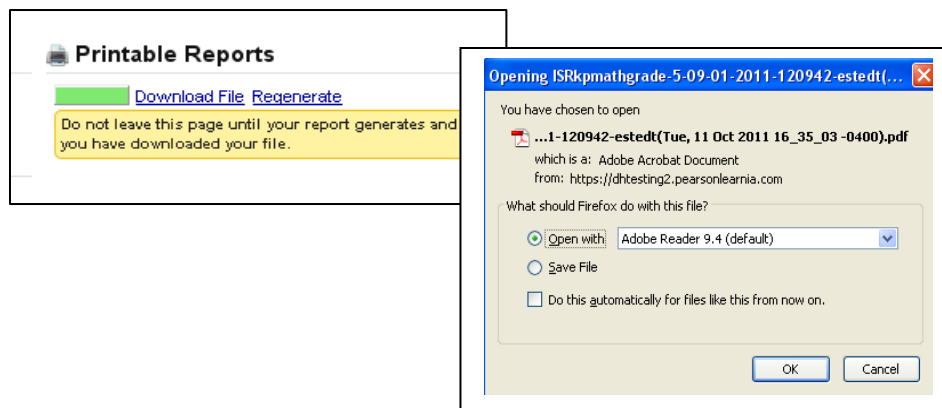 Printable Reports
Download File Regenerate
Do not leave this page until your report generates and
you have downloaded your file.
Opening ISRkpmathgrade-5-09-01-2011-120942-estedt(...
You have chosen to open
...1-120942-estedt(Tue, 11 Oct 2011 16_35_03 -0400).pdf
which is a: Adobe Acrobat Document
from: https://dhtesting2.pearsonlearnia.com
What should Firefox do with this file?
Open with Adobe Reader 9.4 (default)
Save File
Do this automatically for files like this from now on.
OK Cancel